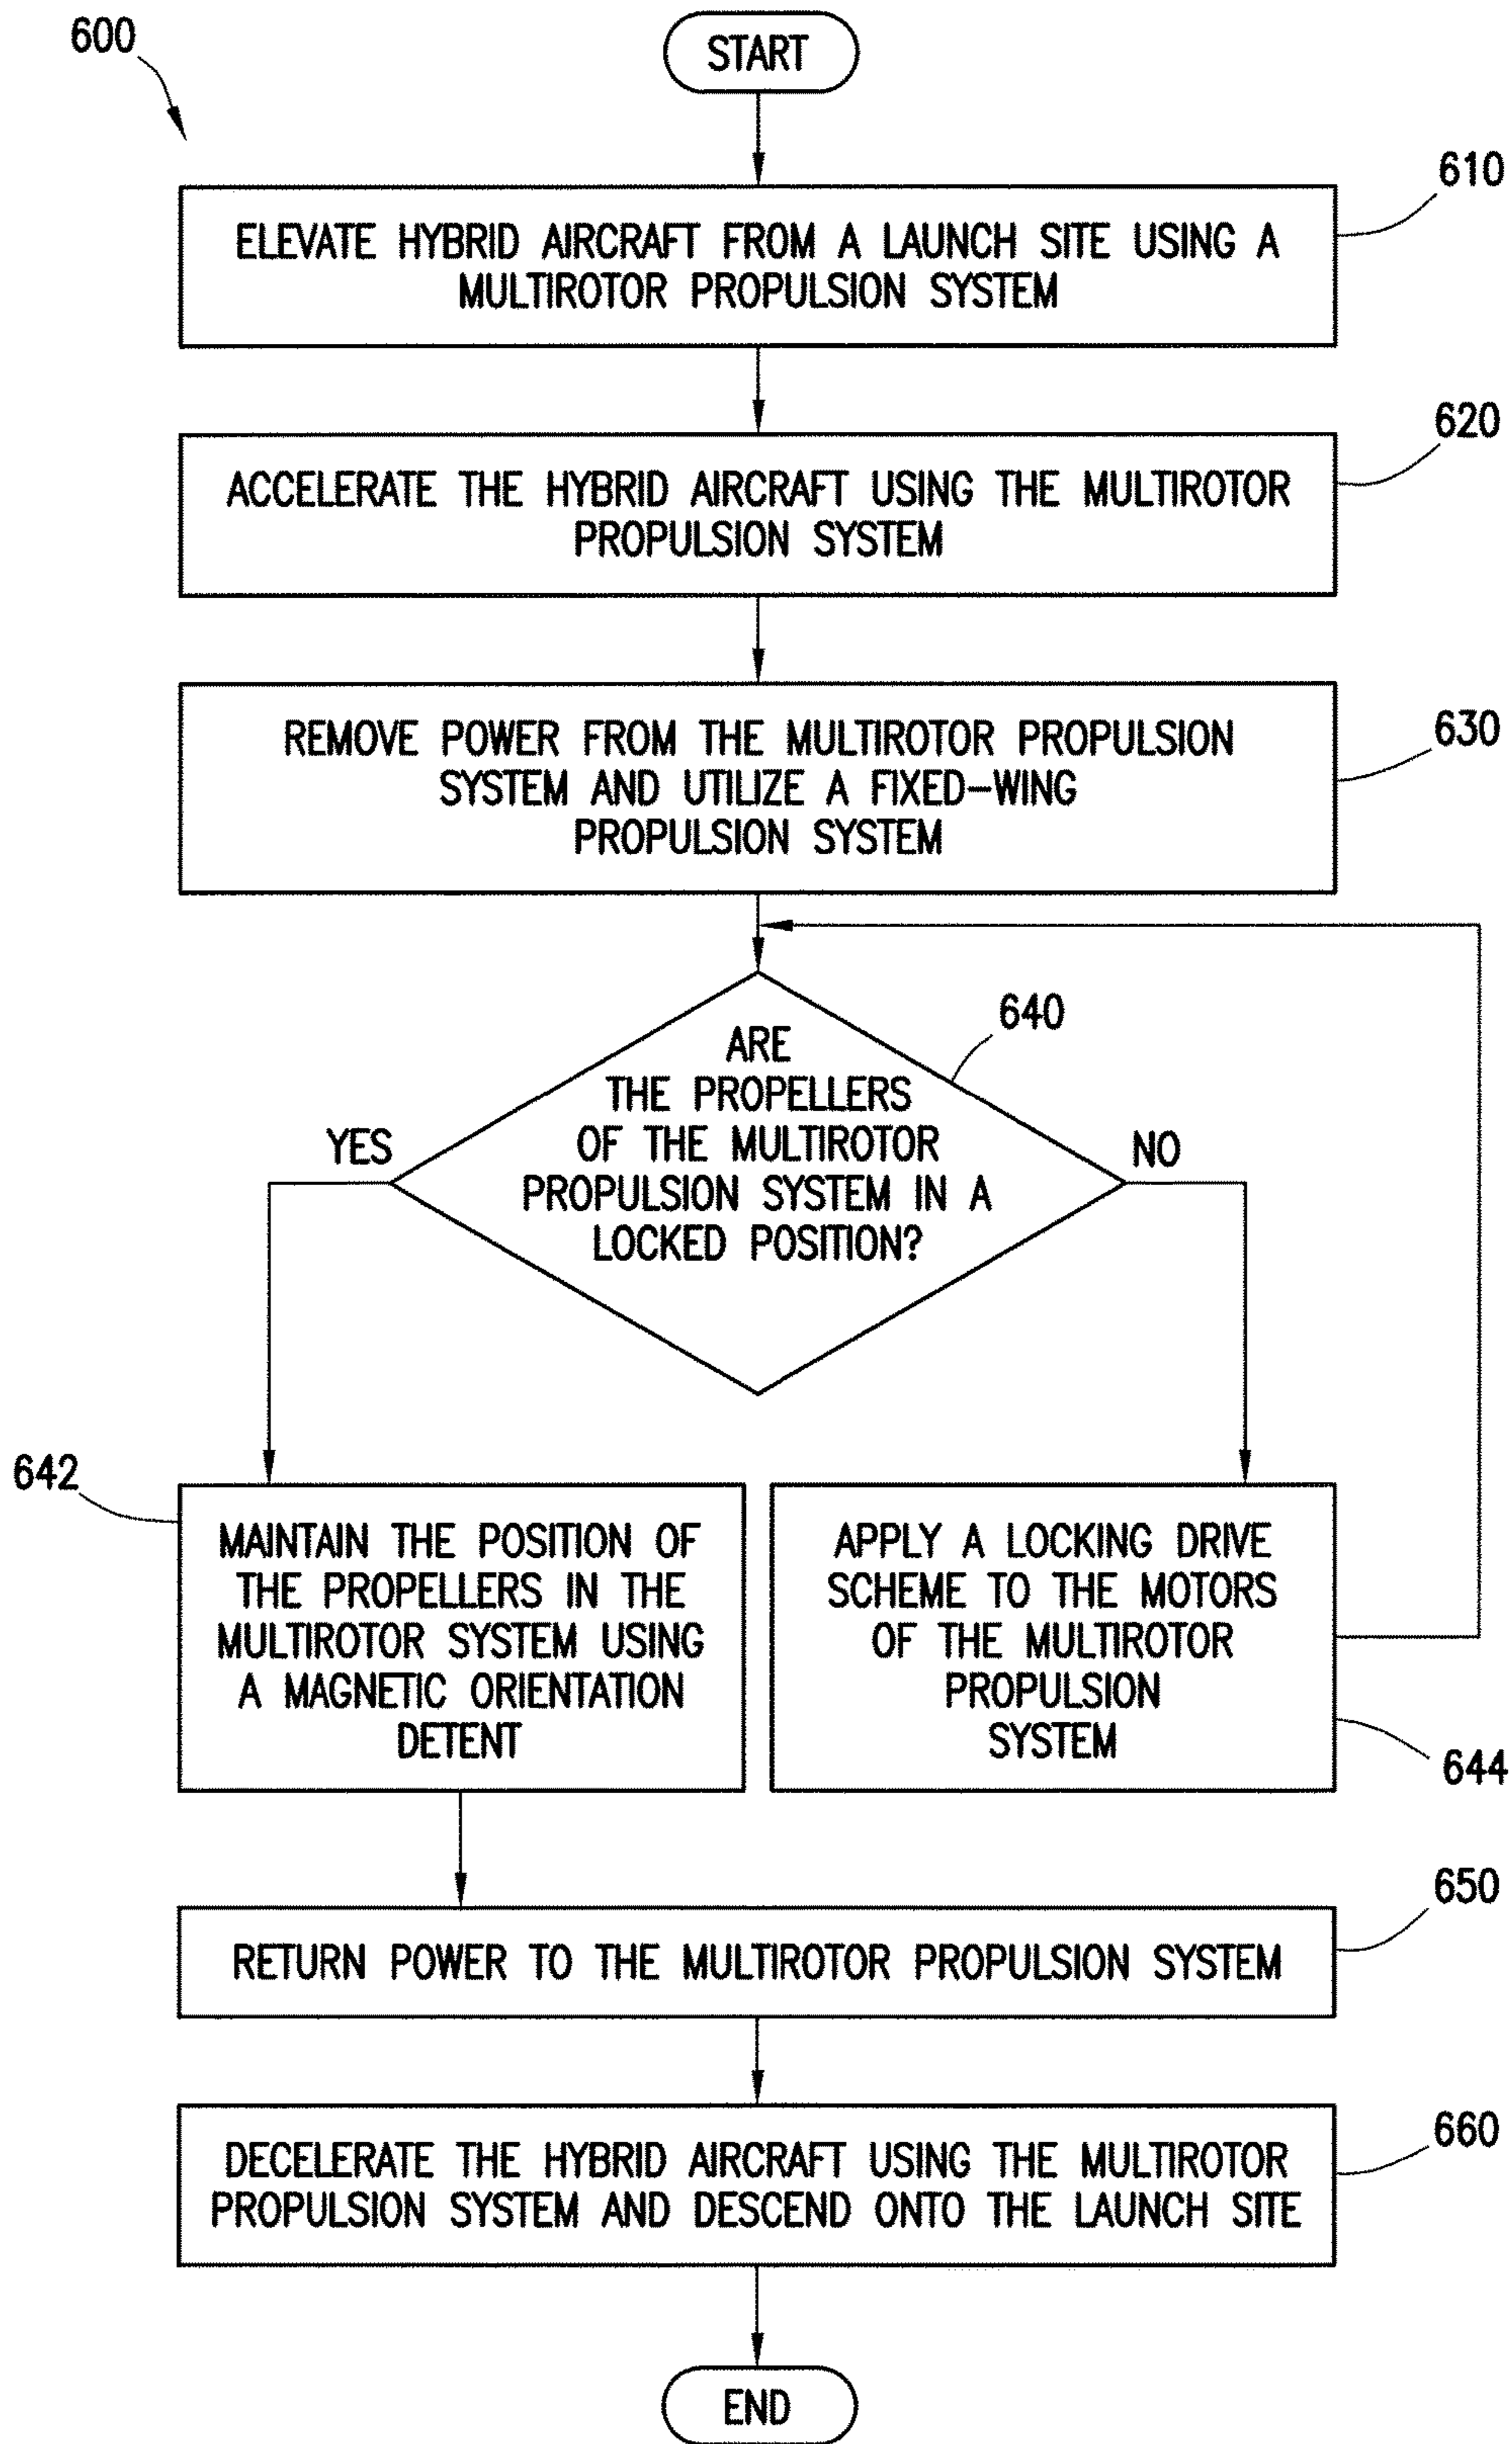 600
START
610
ELEVATE HYBRID AIRCRAFT FROM A LAUNCH SITE USING A
MULTIROTOR PROPULSION SYSTEM
620
ACCELERATE THE HYBRID AIRCRAFT USING THE MULTIROTOR
PROPULSION SYSTEM
630
REMOVE POWER FROM THE MULTIROTOR PROPULSION
SYSTEM AND UTILIZE A FIXED-WING
PROPULSION SYSTEM
640
ARE
THE PROPELLERS
OF THE MULTIROTOR
PROPULSION SYSTEM IN A
LOCKED POSITION?
YES
NO
642
MAINTAIN THE POSITION OF
THE PROPELLERS IN THE
MULTIROTOR SYSTEM USING
A MAGNETIC ORIENTATION
DETENT
APPLY A LOCKING DRIVE
SCHEME TO THE MOTORS
OF THE MULTIROTOR
PROPULSION
SYSTEM
644
650
RETURN POWER TO THE MULTIROTOR PROPULSION SYSTEM
660
DECELERATE THE HYBRID AIRCRAFT USING THE MULTIROTOR
PROPULSION SYSTEM AND DESCEND ONTO THE LAUNCH SITE
END